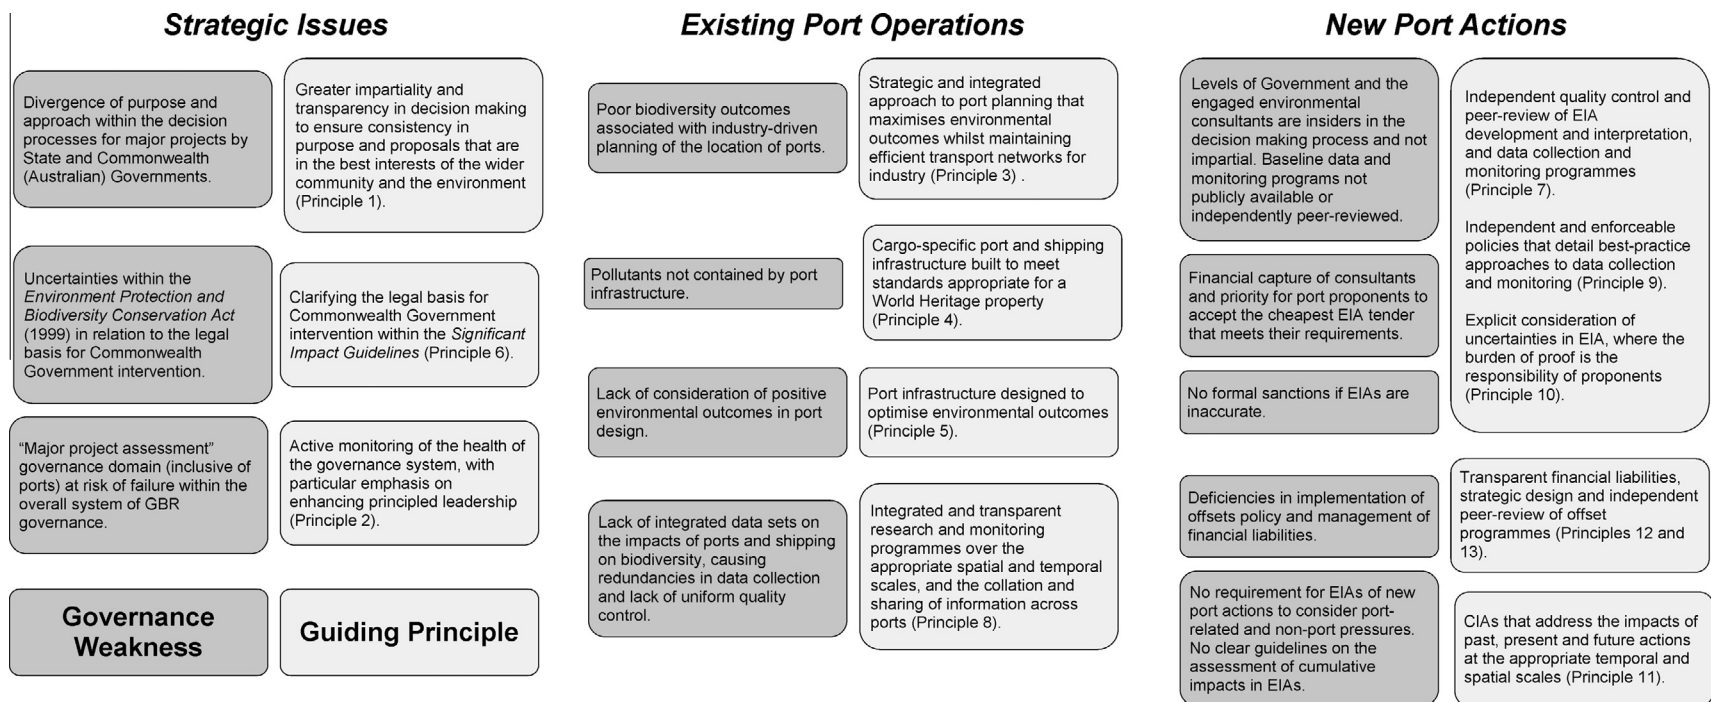 Strategic Issues
Divergence of purpose and
approach within the decision
processes for major projects by
State and Commonwealth
(Australian) Governments.
Greater impartiality and
transparency in decision making
to ensure consistency in
purpose and proposals that are
in the best interests of the wider
community and the environment
(Principle 1).
Uncertainties within the
Environment Protection and
Biodiversity Conservation Act
(1999) in relation to the legal
basis for Commonwealth
Government intervention.
Clarifying the legal basis for
Commonwealth Government
intervention within the Significant
Impact Guidelines (Principle 6).
“Major project assessment”
governance domain (inclusive of
ports) at risk of failure within the
overall system of GBR
governance.
Active monitoring of the health of
the governance system, with
particular emphasis on
enhancing principled leadership
(Principle 2).
Governance
Weakness
Guiding Principle
Existing Port Operations
Poor biodiversity outcomes
associated with industry-driven
planning of the location of ports.
Strategic and integrated
approach to port planning that
maximises environmental
outcomes whilst maintaining
efficient transport networks for
industry (Principle 3) .
Pollutants not contained by port
infrastructure.
Cargo-specific port and shipping
infrastructure built to meet
standards appropriate for a
World Heritage property
(Principle 4).
Lack of consideration of positive
environmental outcomes in port
design.
Port infrastructure designed to
optimise environmental outcomes
(Principle 5).
Lack of integrated data sets on
the impacts of ports and shipping
on biodiversity, causing
redundancies in data collection
and lack of uniform quality
control.
Integrated and transparent
research and monitoring
programmes over the
appropriate spatial and temporal
scales, and the collation and
sharing of information across
ports (Principle 8).
New Port Actions
Levels of Government and the
engaged environmental
consultants are insiders in the
decision making process and not
impartial. Baseline data and
monitoring programs not
publicly available or
independently peer-reviewed.
Financial capture of consultants
and priority for port proponents to
accept the cheapest EIA tender
that meets their requirements.
No formal sanctions if EIAs are
inaccurate.
Independent quality control and
peer-review of EIA
development and interpretation,
and data collection and
monitoring programmes
(Principle 7).
Independent and enforceable
policies that detail best-practice
approaches to data collection
and monitoring (Principle 9).
Explicit consideration of
uncertainties in EIA, where the
burden of proof is the
responsibility of proponents
(Principle 10).
Deficiencies in implementation of
offsets policy and management of
financial liabilities.
Transparent financial liabilities,
strategic design and independent
peer-review of offset
programmes (Principles 12 and
13).
No requirement for EIAs of new
port actions to consider port-
related and non-port pressures.
No clear guidelines on the
assessment of cumulative
impacts in EIAs.
CIAs that address the impacts of
past, present and future actions
at the appropriate temporal and
spatial scales (Principle 11).